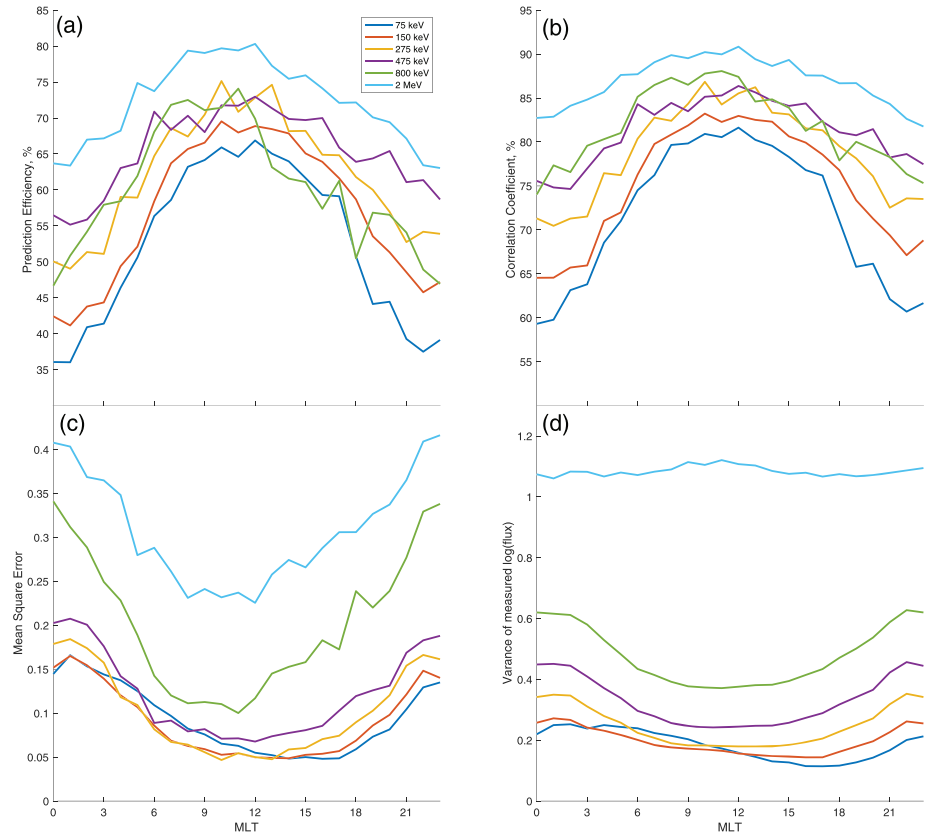 (a)
75 keV
150 keV
275 keV
475 keV
800 keV
2 MeV
85
80
75
70
65
60
55
50
45
40
35
Prediction Efficiency, %
(b)
95
90
85
80
75
70
65
60
55
Correlation Coefficient, %
(c)
0.4
0.35
0.3
0.25
0.2
0.15
0.1
0.05
0
Mean Square Error
0 3 6 9 12 15 18 21
MLT
(d)
1.2
1
0.8
0.6
0.4
0.2
0
Varance of measured log(flux)
0 3 6 9 12 15 18 21
MLT